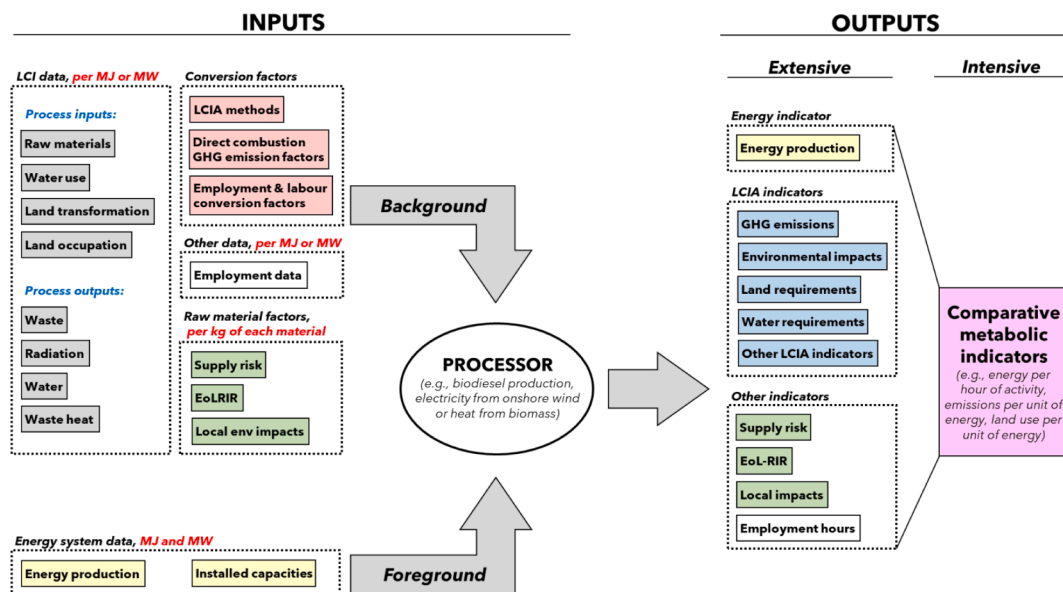 INPUTS
LCI data, per MJ or MW
Process inputs:
Raw materials
Water use
Land transformation
Land occupation
Process outputs:
Waste
Radiation
Water
Waste heat
Conversion factors
LCIA methods
Direct combustion
GHG emission factors
Employment & labour
conversion factors
Other data, per MJ or MW
Employment data
Raw material factors,
per kg of each material
Supply risk
EoLRIR
Local env impacts
Energy system data, MJ and MW
Energy production
Installed capacities
Background
PROCESSOR
(e.g., biodiesel production,
electricity from onshore wind
or heat from biomass)
Foreground
OUTPUTS
Extensive
Intensive
Energy indicator
Energy production
LCIA indicators
GHG emissions
Environmental impacts
Land requirements
Water requirements
Other LCIA indicators
Other indicators
Supply risk
EoL-RIR
Local impacts
Employment hours
Comparative
metabolic
indicators
(e.g., energy per
hour of activity,
emissions per unit of
energy, land use per
unit of energy)